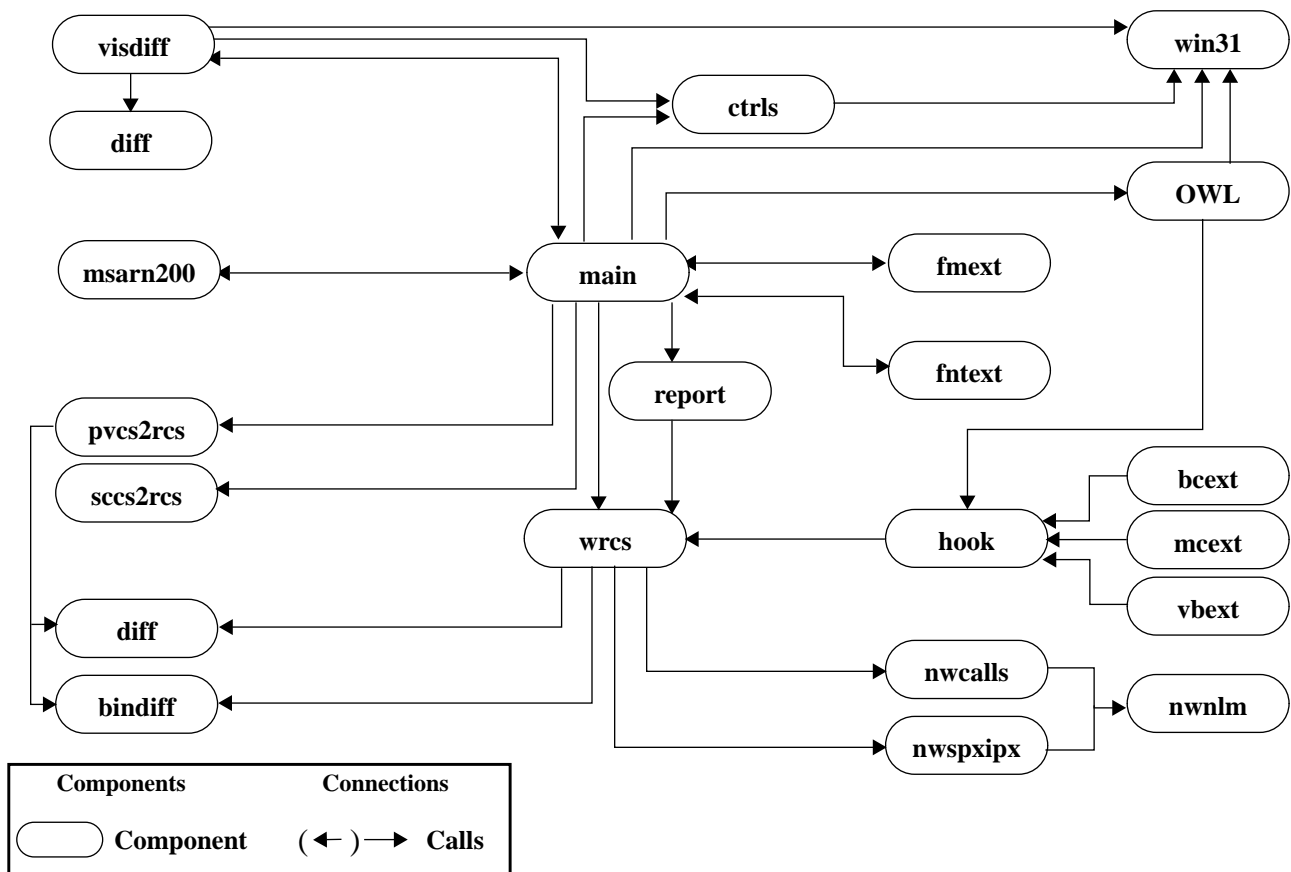 visdiff
win31
ctrls
diff
OWL
msarn200
main
fmext
fntext
report
pvcs2rcs
sccs2rcs
bcext
wrcs
hook
mcext
vbext
diff
nwcalls
bindiff
nwnlm
nwspxipx
Components
Connections
Component
( ) Calls